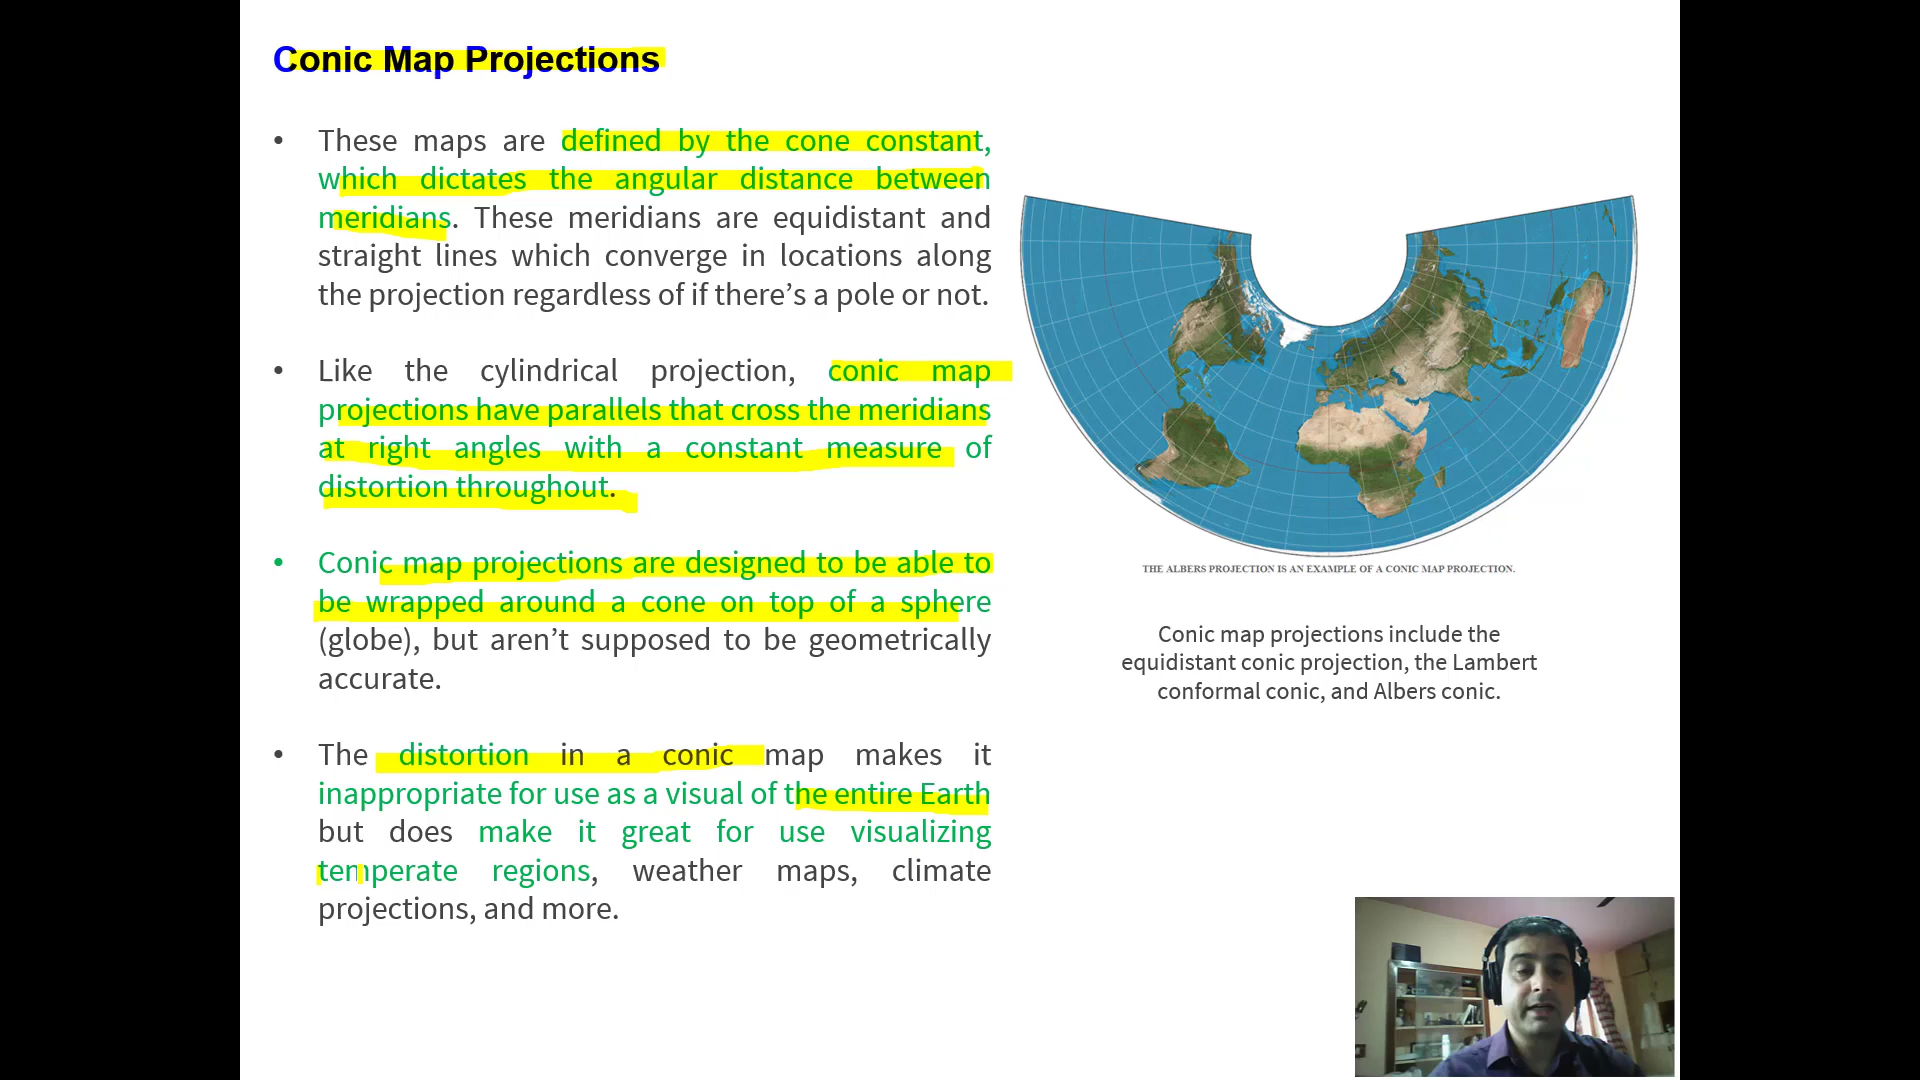 Conic Map Projections
• These maps are defined by the cone constant,
which dictates the angular distance between
meridians. These meridians are equidistant and
straight lines which converge in locations along
the projection regardless of if there’s a pole or not.
• Like the cylindrical projection, conic map
projections have parallels that cross the meridians
at right angles with a constant measure of
distortion throughout.
• Conic map projections are designed to be able to
be wrapped around a cone on top of a sphere
(globe), but aren’t supposed to be geometrically
accurate.
• The distortion in a conic map makes it
inappropriate for use as a visual of the entire Earth
but does make it great for use visualizing
temperate regions, weather maps, climate
projections, and more.
THE ALBERS PROJECTION IS AN EXAMPLE OF A CONIC MAP PROJECTION.
Conic map projections include the
equidistant conic projection, the Lambert
conformal conic, and Albers conic.